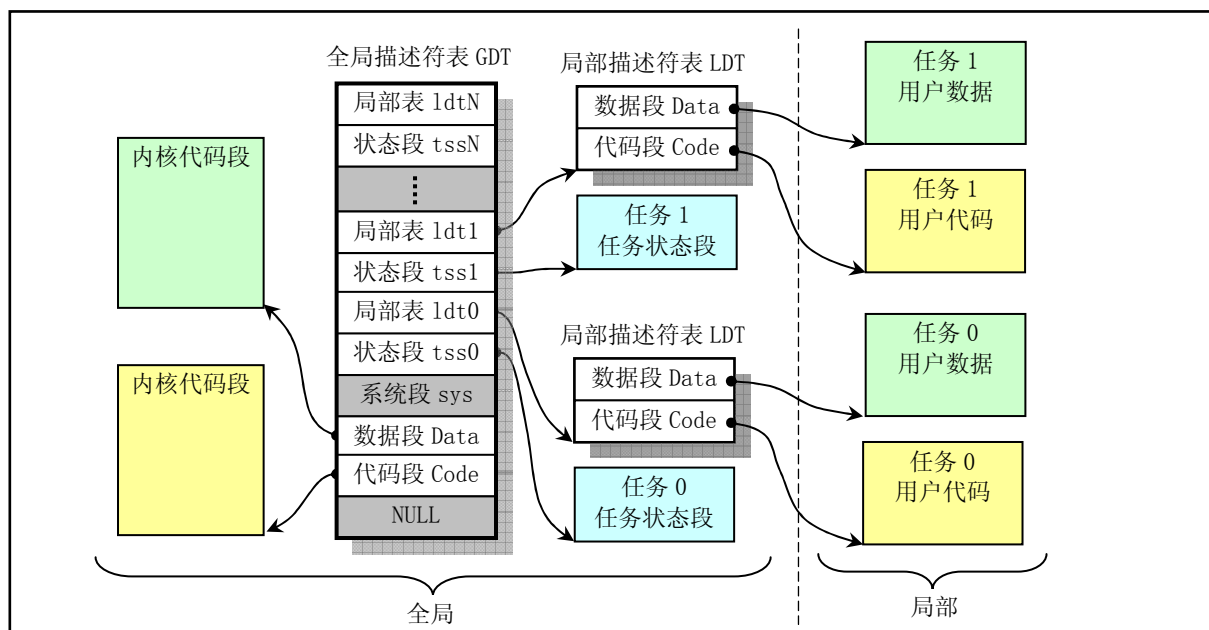 全局描述符表 GDT
局部表 ldtN
状态段 tssN
局部表 ldt1
状态段 tss1
局部表 ldt0
状态段 tss0
系统段 sys
数据段 Data
代码段 Code
NULL
内核代码段
内核代码段
局部描述符表 LDT
数据段 Data
代码段 Code
任务 1
任务状态段
局部描述符表 LDT
数据段 Data
代码段 Code
任务 0
任务状态段
任务 1
用户数据
任务 1
用户代码
任务 0
用户数据
任务 0
用户代码
全局
局部